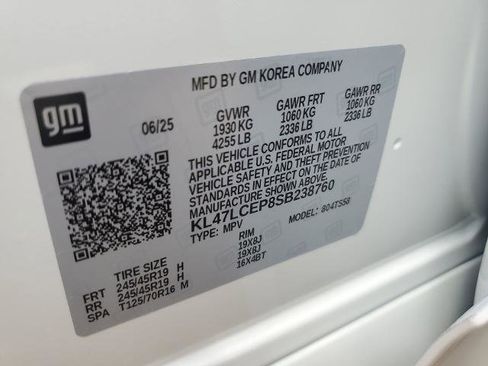 MFD BY GM KOREA COMPANY
gm
06/25
GVWR GAWR FRT GAWR RR
1930 KG 1060 KG 1060 KG
4255 LB 2336 LB 2336 LB
THIS VEHICLE CONFORMS TO ALL
APPLICABLE U.S. FEDERAL MOTOR
VEHICLE SAFETY AND THEFT PREVENTION
STANDARDS IN EFFECT ON THE DATE OF
MANUFACTURE SHOWN ABOVE.
KL47LCEP8SB238760
TYPE: MPV MODEL: 804TS58
TIRE SIZE RIM
FRT 245/45R19 H 19X8J
RR 245/45R19 H 19X8J
SPA T125/70R16 M 16X4BT